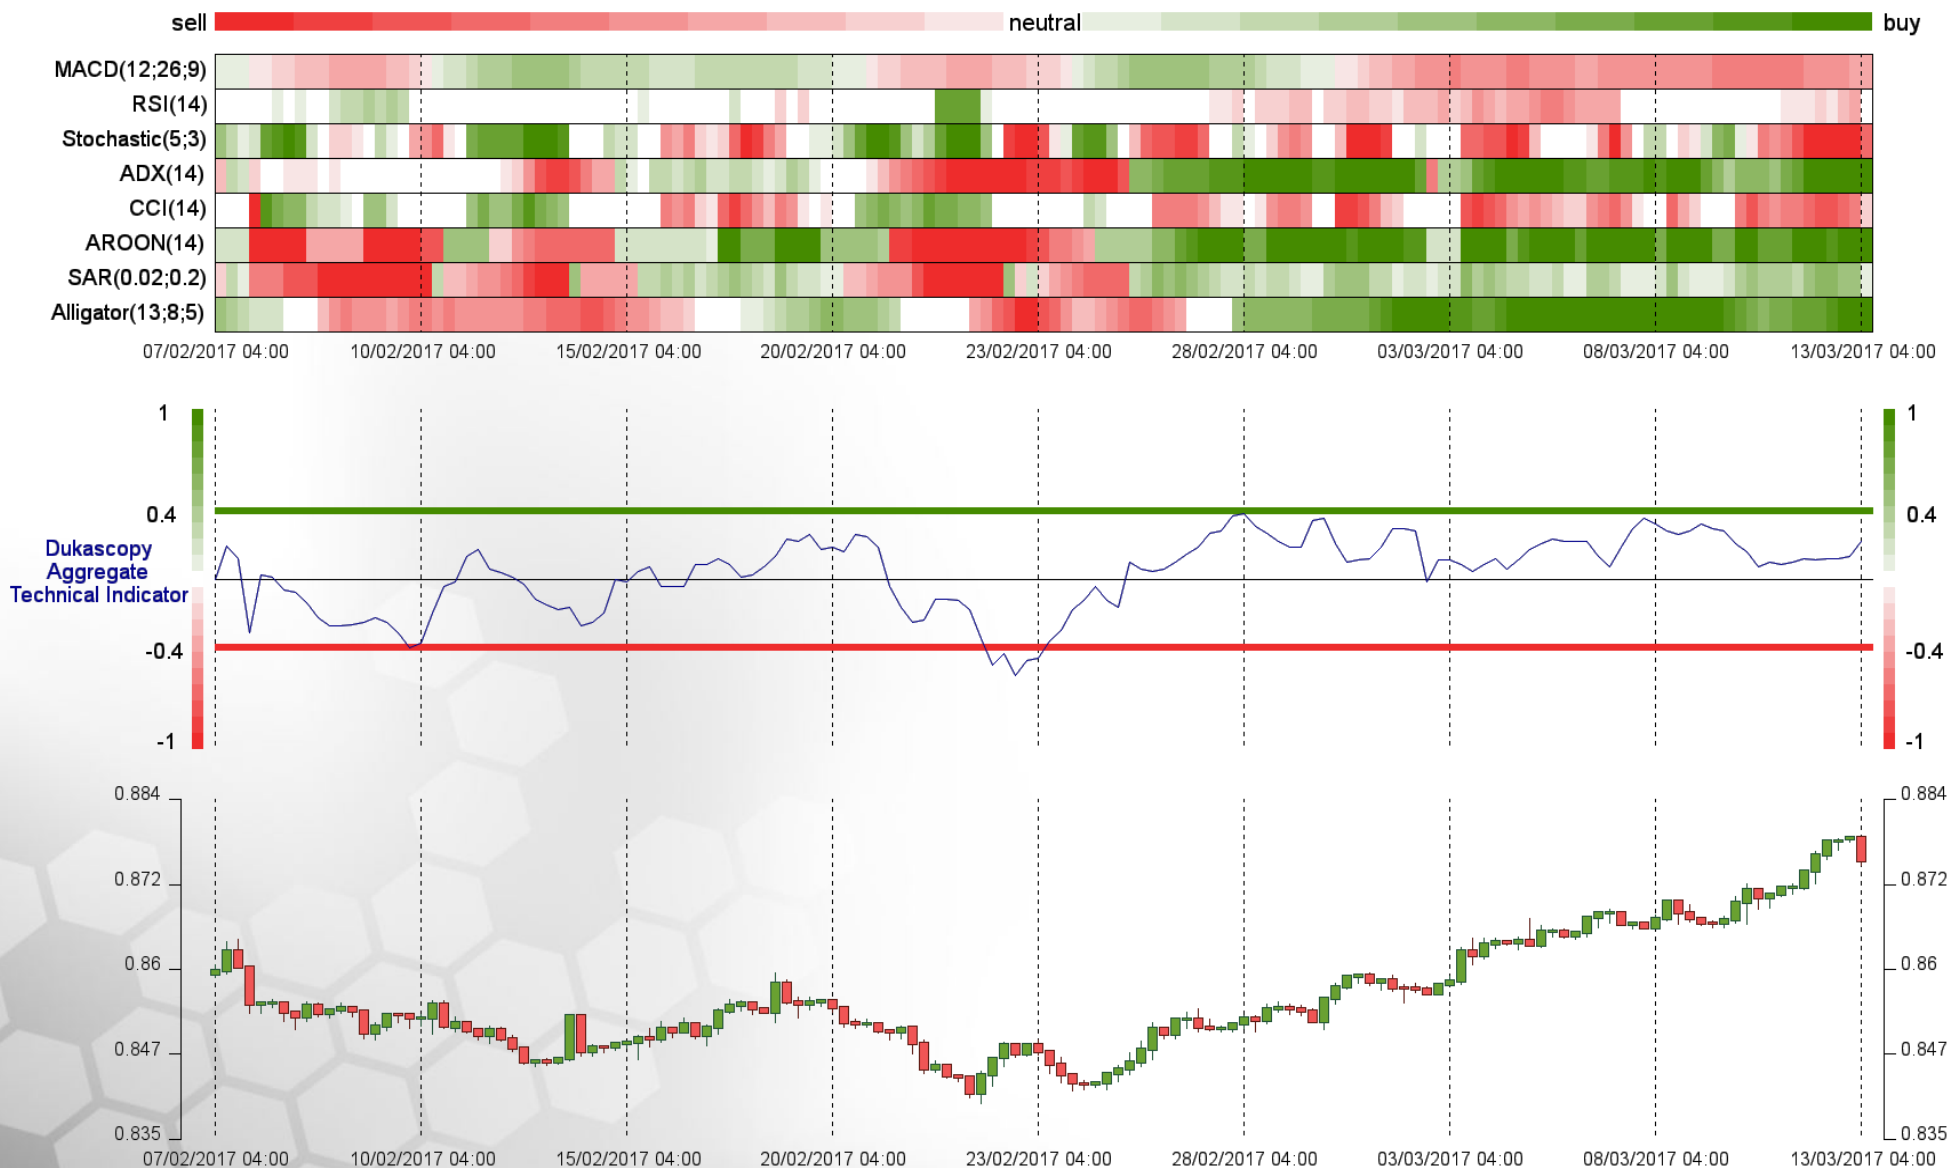 sell neutral buy
MACD(12;26;9)
RSI(14)
Stochastic(5;3)
ADX(14)
CCI(14)
AROON(14)
SAR(0.02;0.2)
Alligator(13;8;5)
07/02/2017 04:00 10/02/2017 04:00 15/02/2017 04:00 20/02/2017 04:00 23/02/2017 04:00 28/02/2017 04:00 03/03/2017 04:00 08/03/2017 04:00 13/03/2017 04:00
1 1
0.4 0.4
Dukascopy
Aggregate
Technical Indicator
-0.4 -0.4
-1 -1
0.884 0.884
0.872 0.872
0.86 0.86
0.847 0.847
0.835 0.835
07/02/2017 04:00 10/02/2017 04:00 15/02/2017 04:00 20/02/2017 04:00 23/02/2017 04:00 28/02/2017 04:00 03/03/2017 04:00 08/03/2017 04:00 13/03/2017 04:00